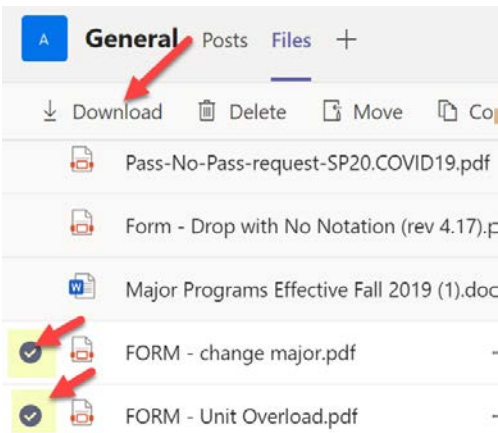 A General Posts Files +
Download Delete Move Co
Pass-No-Pass-request-SP20.COVID19.pdf
Form - Drop with No Notation (rev 4.17).p
Major Programs Effective Fall 2019 (1).doc
FORM - change major.pdf
FORM - Unit Overload.pdf